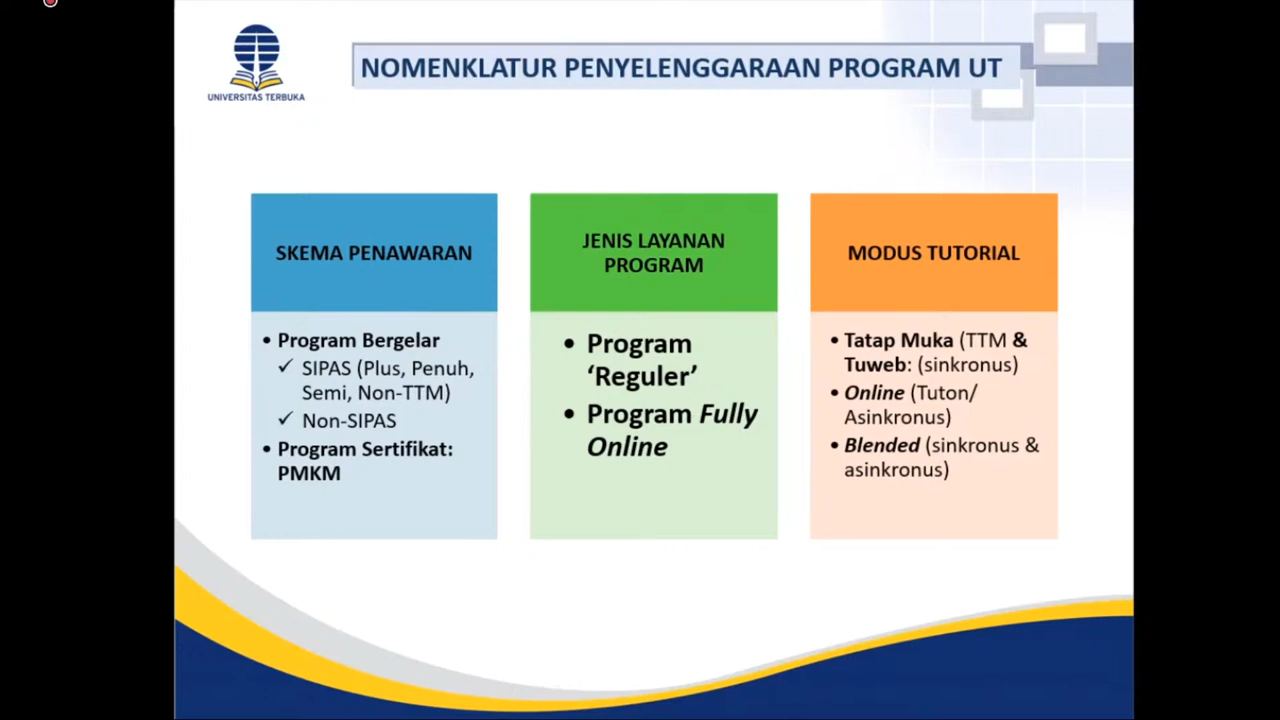 UNIVERSITAS TERBUKA
NOMENKLATUR PENYELENGGARAAN PROGRAM UT
SKEMA PENAWARAN
• Program Bergelar
✓ SIPAS (Plus, Penuh,
Semi, Non-TTM)
✓ Non-SIPAS
• Program Sertifikat:
PMKM
JENIS LAYANAN
PROGRAM
• Program
‘Reguler’
• Program Fully
Online
MODUS TUTORIAL
• Tatap Muka (TTM &
Tuweb: (sinkronus)
• Online (Tuton/
Asinkronus)
• Blended (sinkronus &
asinkronus)